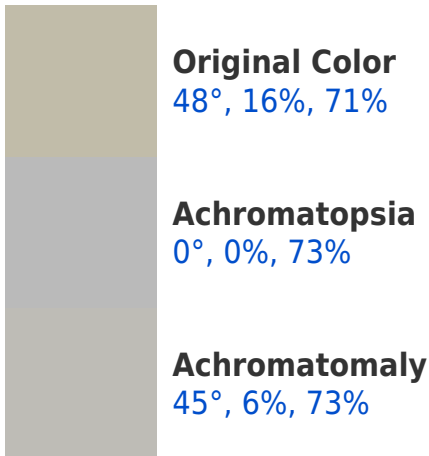 Original Color
48°, 16%, 71%
Achromatopsia
0°, 0%, 73%
Achromatomaly
45°, 6%, 73%